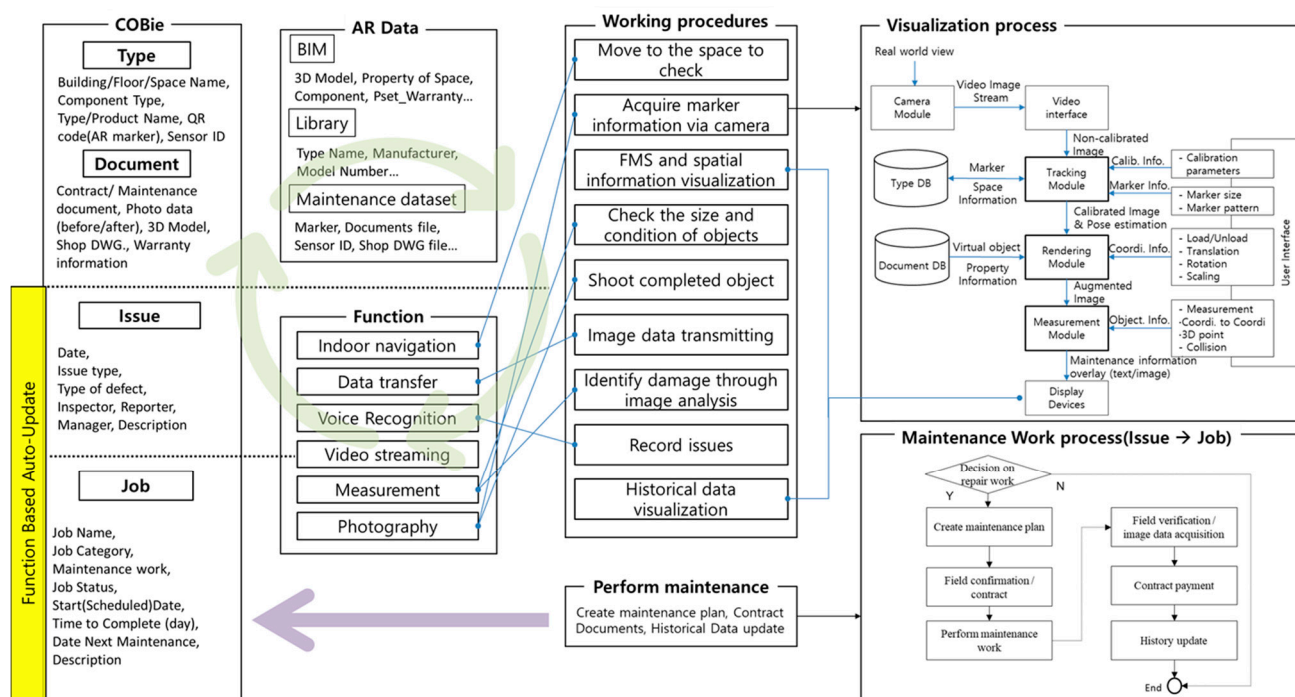 COBie
Type
Building/Floor/Space Name,
Component Type,
Type/Product Name, QR
code(AR marker), Sensor ID
Document
Contract/ Maintenance
document, Photo data
(before/after), 3D Model,
Shop DWG., Warranty
information
Function Based Auto-Update
Issue
Date,
Issue type,
Type of defect,
Inspector, Reporter,
Manager, Description
Job
Job Name,
Job Category,
Maintenance work,
Job Status,
Start(Scheduled)Date,
Time to Complete (day),
Date Next Maintenance,
Description
AR Data
BIM
3D Model, Property of Space,
Component, Pset_Warranty...
Library
Type Name, Manufacturer,
Model Number...
Maintenance dataset
Marker, Documents file,
Sensor ID, Shop DWG file...
Function
Indoor navigation
Data transfer
Voice Recognition
Video streaming
Measurement
Photography
Working procedures
Move to the space to
check
Acquire marker
information via camera
FMS and spatial
information visualization
Check the size and
condition of objects
Shoot completed object
Image data transmitting
Identify damage through
image analysis
Record issues
Historical data
visualization
Perform maintenance
Create maintenance plan, Contract
Documents, Historical Data update
Visualization process
Real world view
Camera
Module
Video Image
Stream
Video
interface
Non-calibrated
Image
Type DB
Marker
Space
Information
Tracking
Module
Calib. Info.
- Calibration
parameters
Marker Info.
- Marker size
- Marker pattern
Calibrated Image
& Pose estimation
Document DB
Virtual object
Property
Information
Rendering
Module
Coordi. Info.
- Load/Unload
- Translation
- Rotation
- Scaling
User Interface
Augmented
Image
Measurement
Module
Object. Info.
- Measurement
-Coordi. to Coordi
-3D point
- Collision
Maintenance information
overlay (text/image)
Display
Devices
Maintenance Work process(Issue → Job)
Decision on
repair work
Y
N
Create maintenance plan
Field confirmation /
contract
Perform maintenance
work
Field verification /
image data acquisition
Contract payment
History update
End